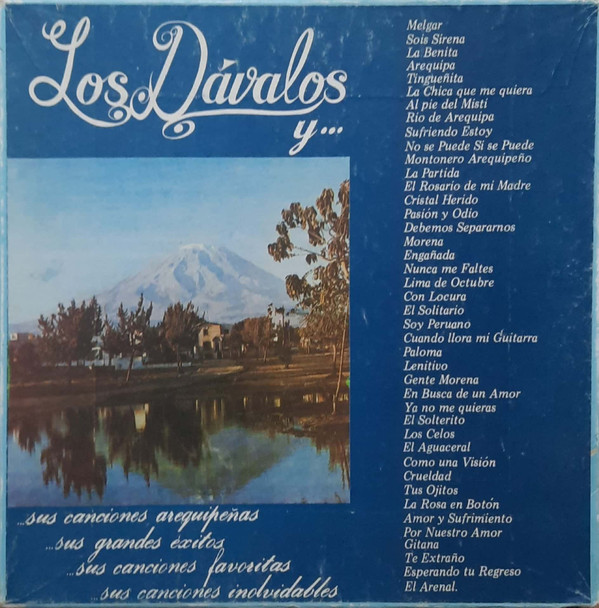 Los Dávalos
y...
Melgar
Sois Sirena
La Benita
Arequipa
Tingueñita
La Chica que me quiera
Al pie del Misti
Río de Arequipa
Sufriendo Estoy
No se Puede Si se Puede
Montonero Arequipeño
La Partida
El Rosario de mi Madre
Cristal Herido
Pasión y Odio
Debemos Separarnos
Morena
Engañada
Nunca me Faltes
Lima de Octubre
Con Locura
El Solitario
Soy Peruano
Cuando llora mi Guitarra
Paloma
Lenitivo
Gente Morena
En Busca de un Amor
Ya no me quieras
El Solterito
Los Celos
El Aguaceral
Como una Visión
Crueldad
Tus Ojitos
La Rosa en Botón
Amor y Sufrimiento
Por Nuestro Amor
Gitana
Te Extraño
Esperando tu Regreso
El Arenal.
...sus canciones arequipeñas
...sus grandes éxitos
...sus canciones favoritas
...sus canciones inolvidables